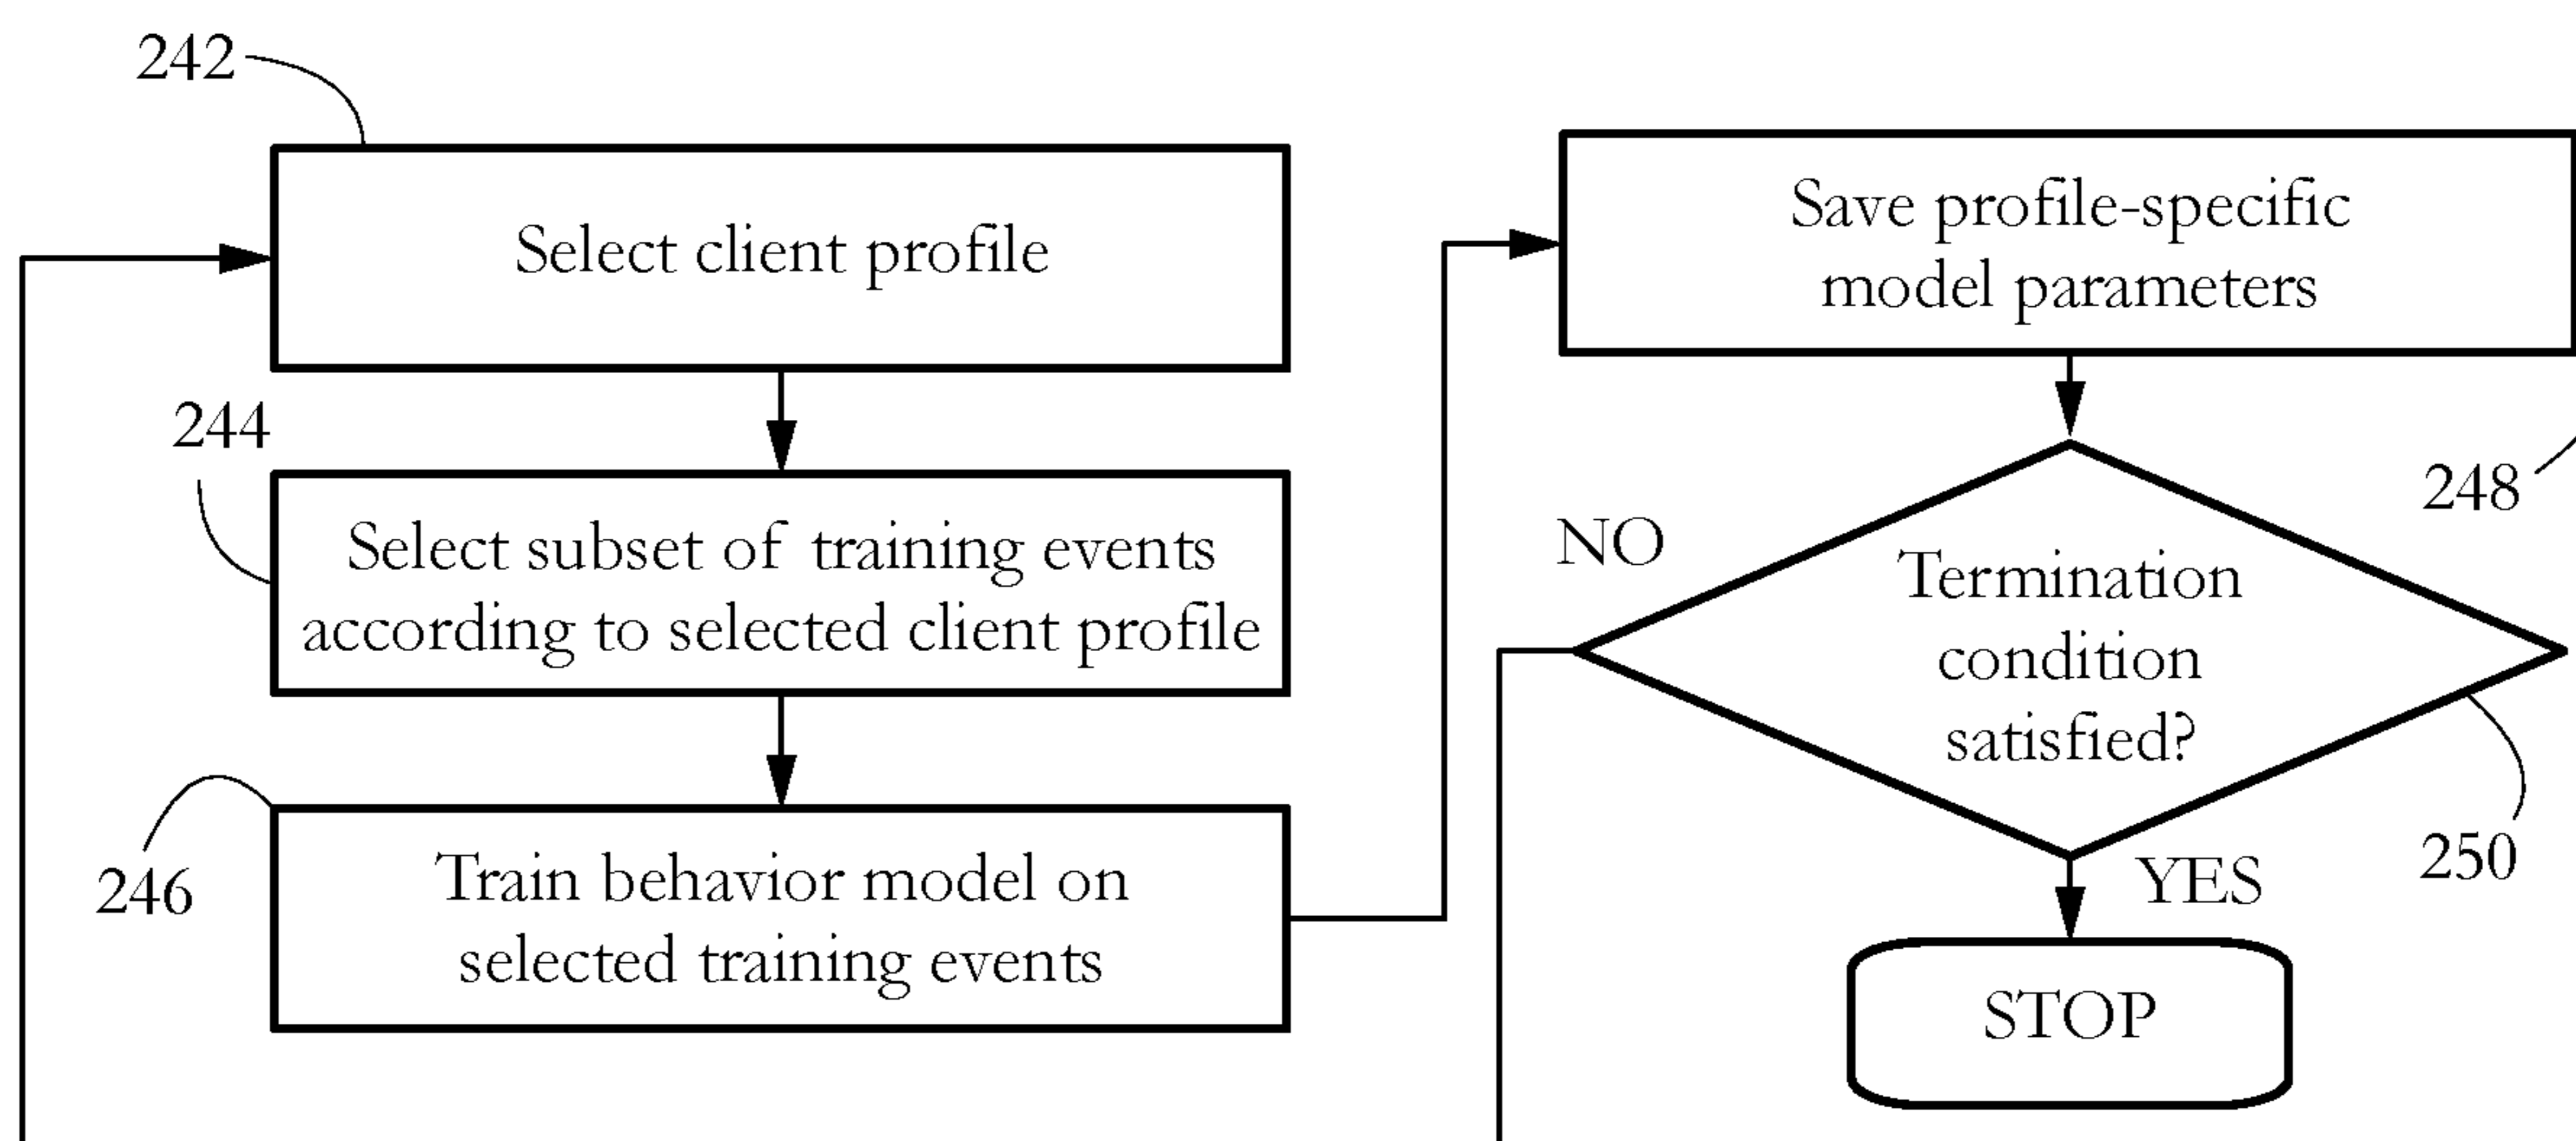 242
Select client profile
244
Select subset of training events
according to selected client profile
246
Train behavior model on
selected training events
Save profile-specific
model parameters
248
NO
Termination
condition
satisfied?
250
YES
STOP